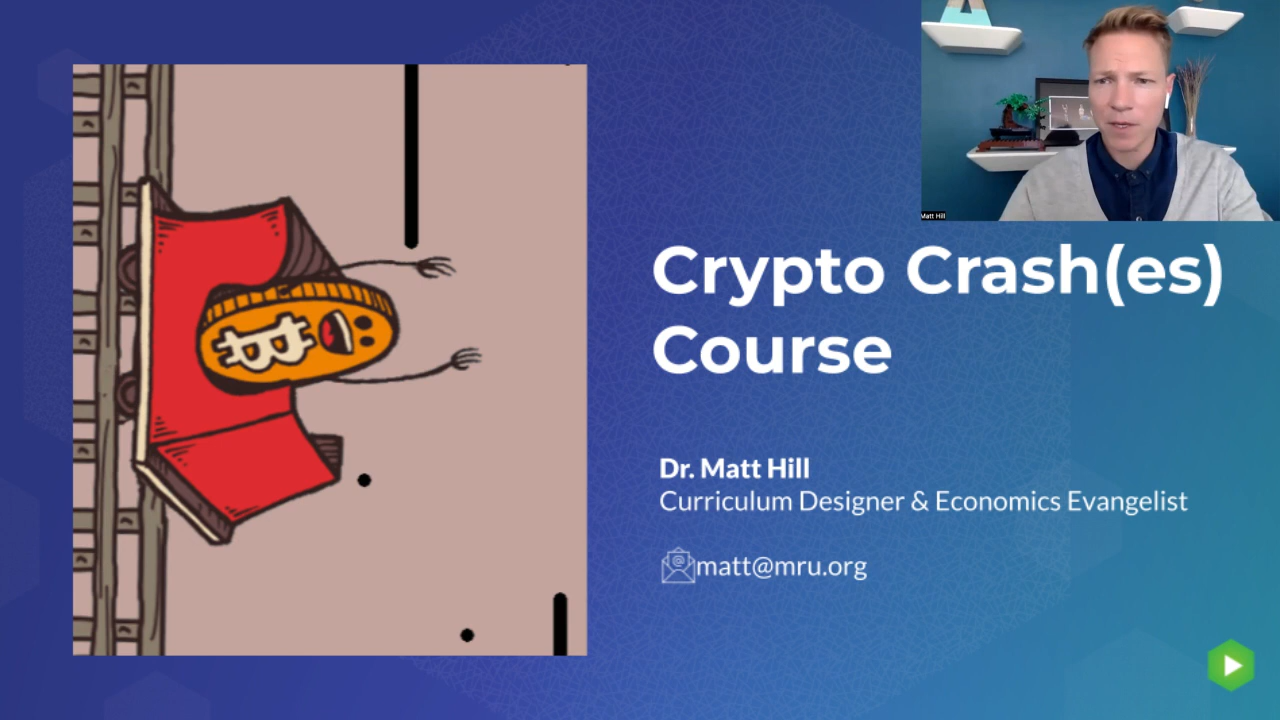 Matt Hill
Crypto Crash(es)
Course
Dr. Matt Hill
Curriculum Designer & Economics Evangelist
matt@mru.org